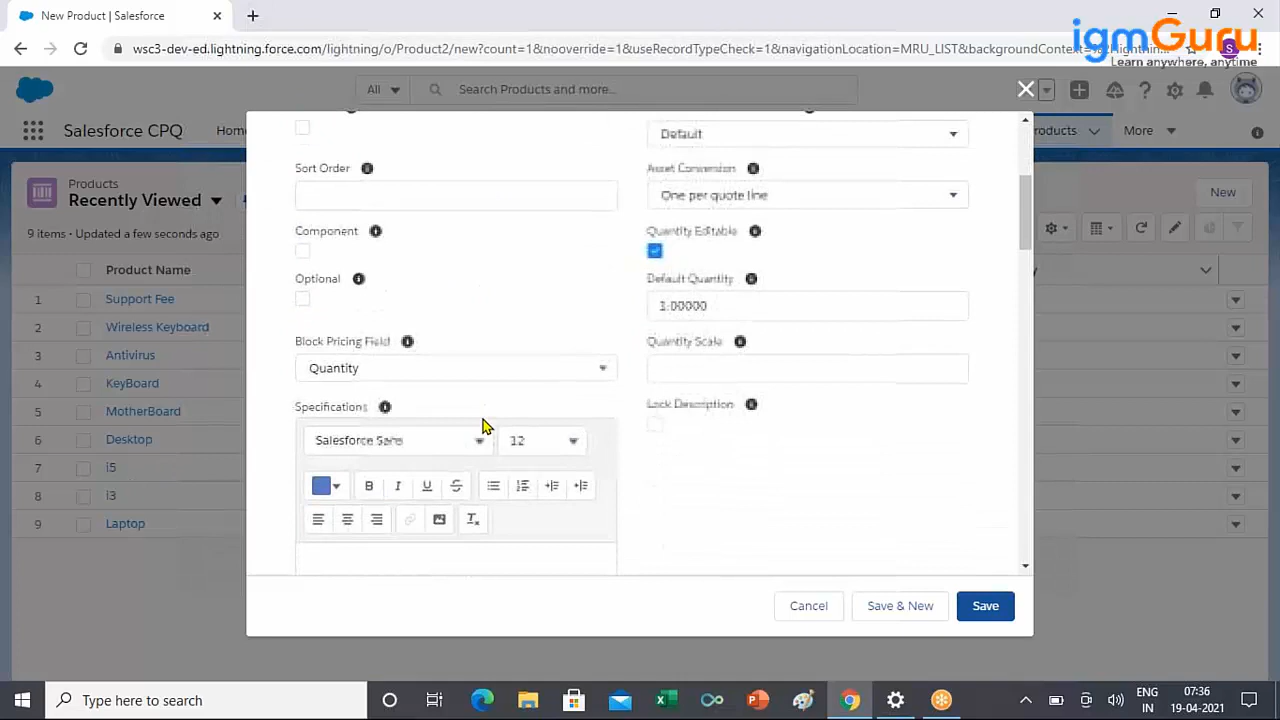 New Product | Salesforce
wsc3-dev-ed.lightning.force.com/lightning/o/Product2/new?count=1&nooverride=1&useRecordTypeCheck=1&navigationLocation=MRU_LIST&backgroundContext=
igmGuru
Learn anywhere, anytime
All
Search Products and more...
Salesforce CPQ
More
Products
Recently Viewed
New
9 items • Updated a few seconds ago
Product Name
1 Support Fee
2 Wireless Keyboard
3 Antivirus
4 KeyBoard
5 MotherBoard
6 Desktop
7 i5
8 i3
9 Laptop
Default
Sort Order
Asset Conversion
One per quote line
Component
Quantity Editable
Optional
Default Quantity
1.00000
Block Pricing Field
Quantity Scale
Quantity
Specifications
Lock Description
Salesforce Sans
12
B I U S
Cancel
Save & New
Save
Type here to search
ENG
IN
07:36
19-04-2021